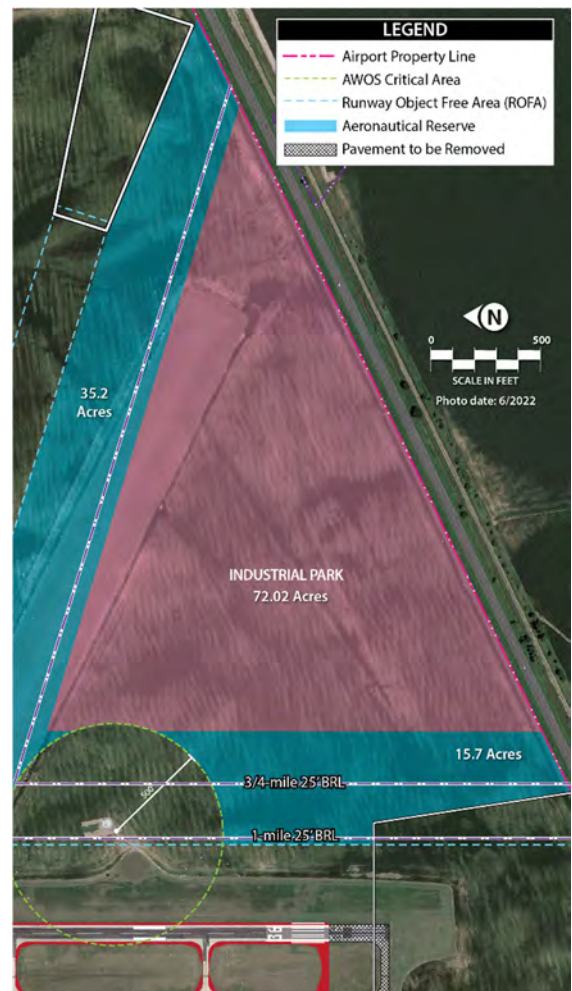 LEGEND
Airport Property Line
AWOS Critical Area
Runway Object Free Area (ROFA)
Aeronautical Reserve
Pavement to be Removed
N
0 500
SCALE IN FEET
Photo date: 6/2022
35.2
Acres
INDUSTRIAL PARK
72.02 Acres
15.7 Acres
3/4-mile 25' BRL
500'
1-mile 25' BRL
36